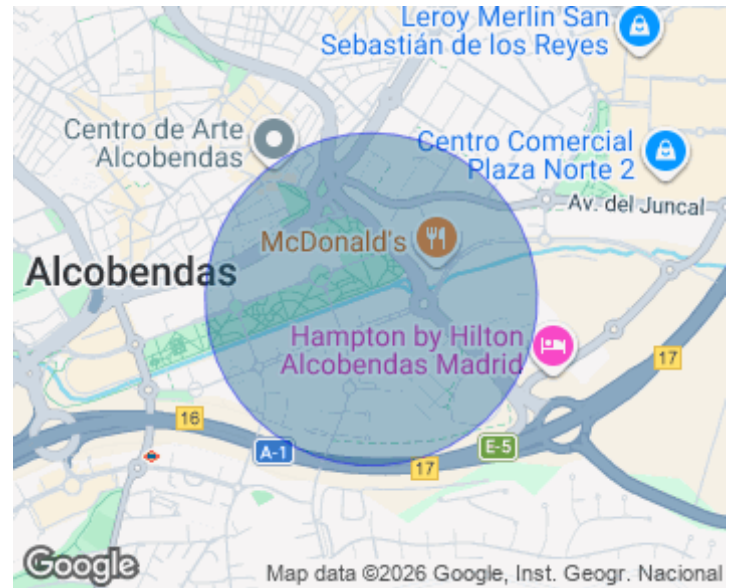 Leroy Merlin San
Sebastián de los Reyes
Centro de Arte
Alcobendas
Centro Comercial
Plaza Norte 2
Av. del Juncal
McDonald's
Alcobendas
Hampton by Hilton
Alcobendas Madrid
17
16
A-1
E-5
17
Google
Map data ©2026 Google, Inst. Geogr. Nacional